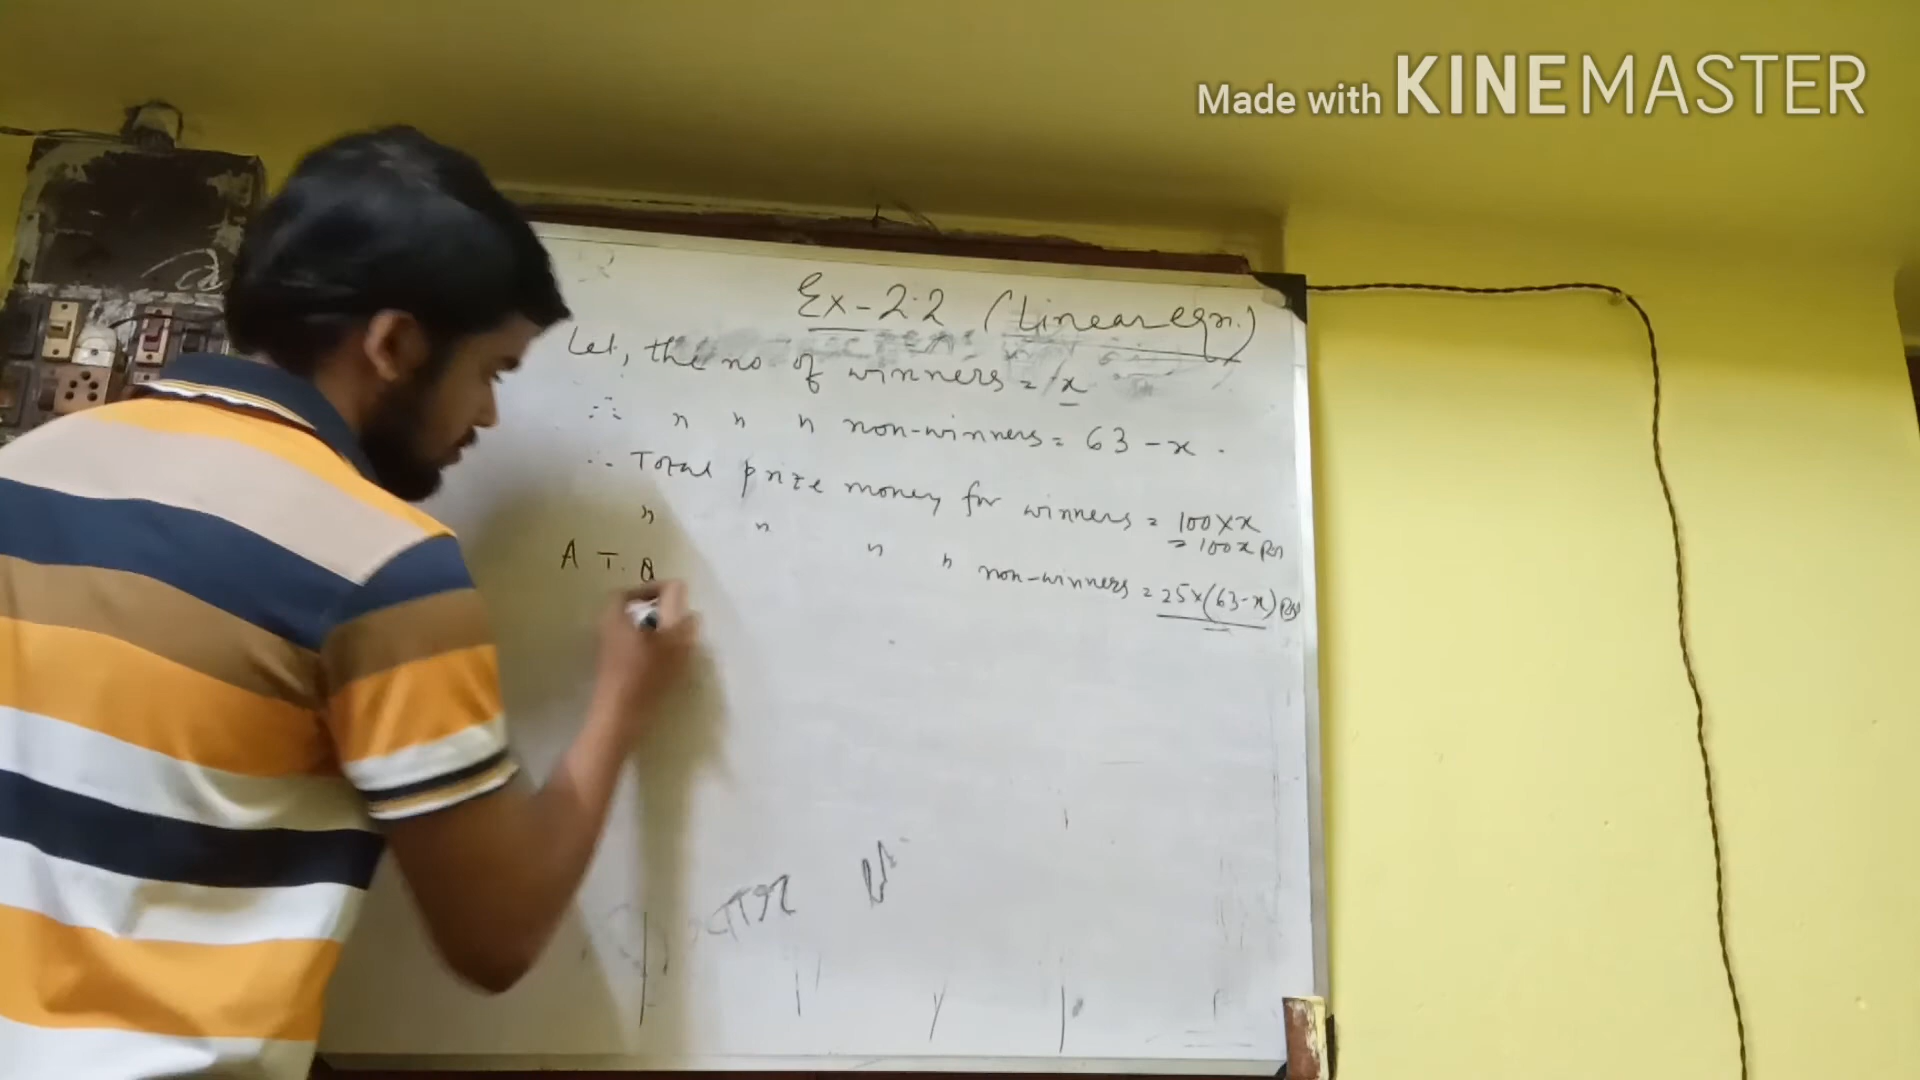 Made with KINEMASTER
Ex-2.2 (Linear eqn.)
Let, the no of winners = x
∴ " " " non-winners = 63 - x .
∴ Total prize money for winners = 100×x
= 100x Rs
" " " " non-winners = 25×(63-x) Rs
A T. Q